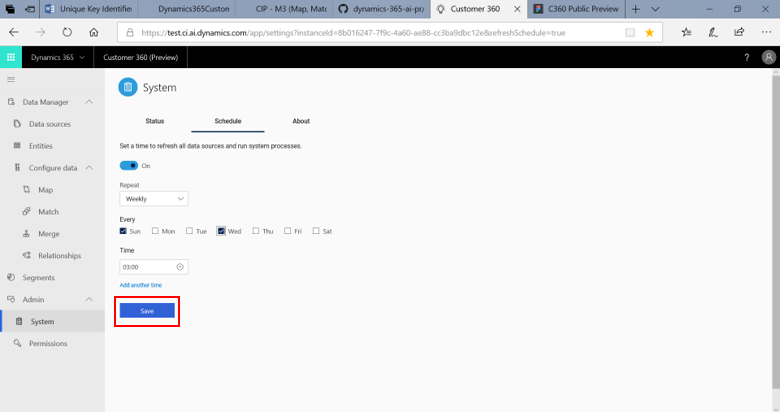 Unique Key Identifier
Dynamics365Custon
CIP - M3 (Map, Matc
dynamics-365-ai-pr
Customer 360
C360 Public Preview
https://test.ci.ai.dynamics.com/app/settings?instanceId=8b016247-7f9c-4a60-ae88-cc3ba9dbc12e&refreshSchedule=true
Dynamics 365
Customer 360 (Preview)
?
Data Manager
Data sources
Entities
Configure data
Map
Match
Merge
Relationships
Segments
Admin
System
Permissions
System
Status Schedule About
Set a time to refresh all data sources and run system processes.
On
Repeat
Weekly
Every
Sun Mon Tue Wed Thu Fri Sat
Time
03:00
Add another time
Save